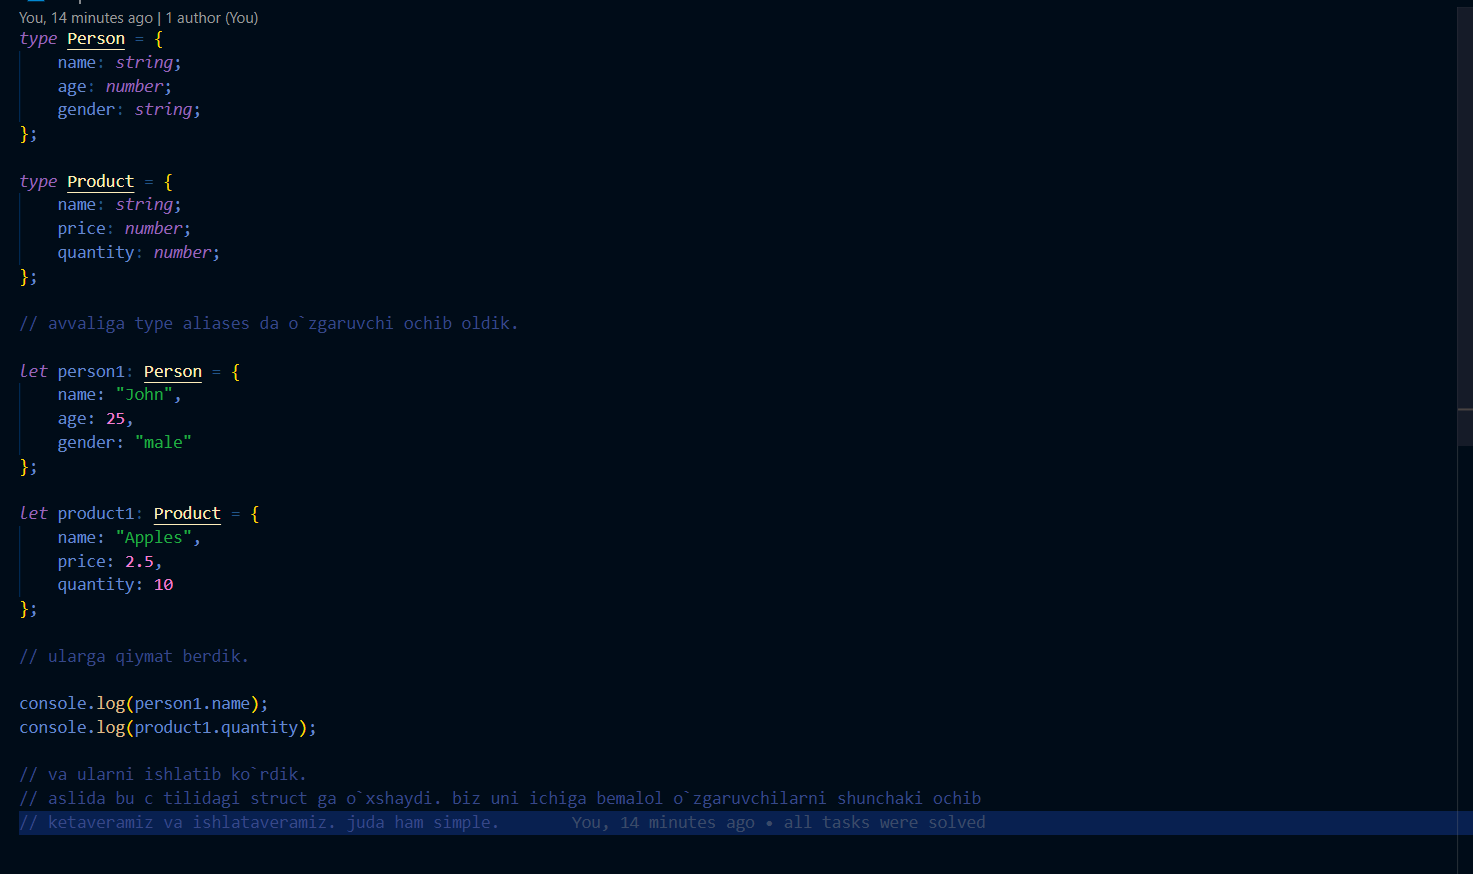 You, 14 minutes ago | 1 author (You)
type Person = {
    name: string;
    age: number;
    gender: string;
};
type Product = {
    name: string;
    price: number;
    quantity: number;
};
// avvaliga type aliases da o`zgaruvchi ochib oldik.
let person1: Person = {
    name: "John",
    age: 25,
    gender: "male"
};
let product1: Product = {
    name: "Apples",
    price: 2.5,
    quantity: 10
};
// ularga qiymat berdik.
console.log(person1.name);
console.log(product1.quantity);
// va ularni ishlatib ko`rdik.
// aslida bu c tilidagi struct ga o`xshaydi. biz uni ichiga bemalol o`zgaruvchilarni shunchaki ochib
// ketaveramiz va ishlataveramiz. juda ham simple. You, 14 minutes ago • all tasks were solved